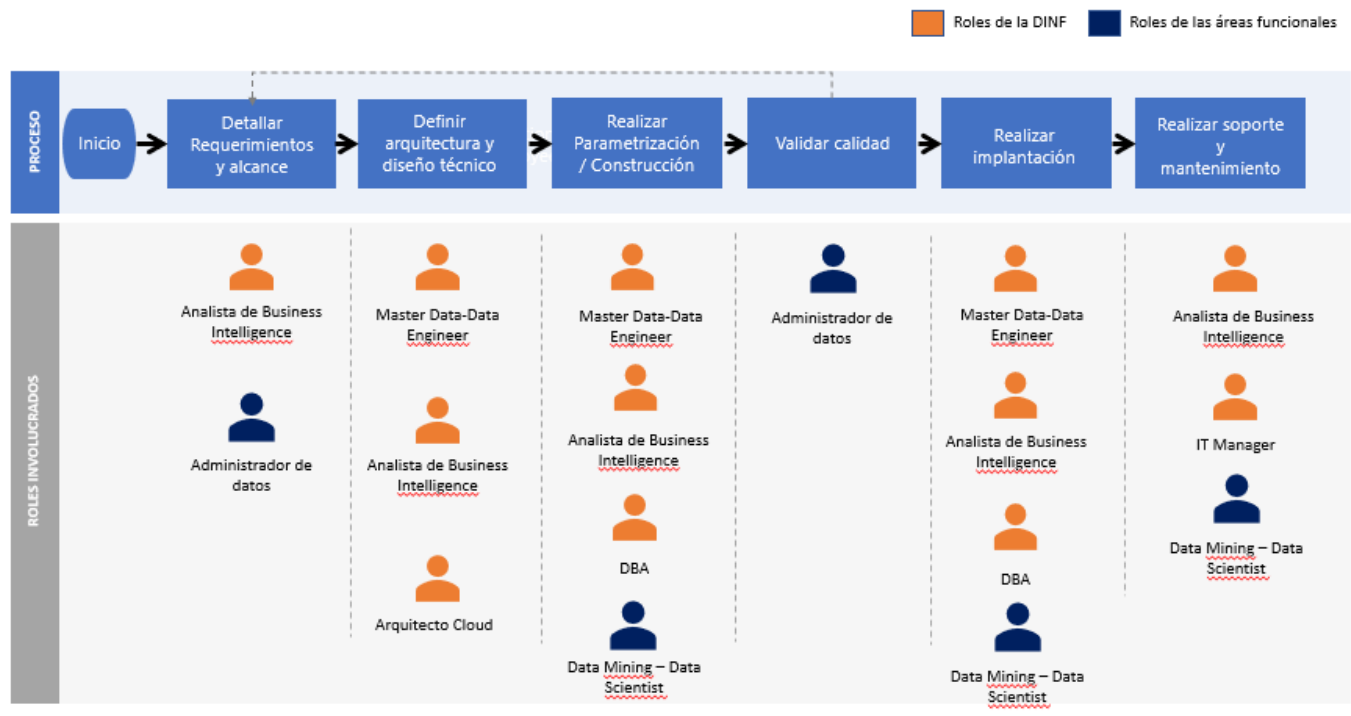 Roles de la DINF
Roles de las áreas funcionales
PROCESO
Inicio
Detallar
Requerimientos
y alcance
Definir
arquitectura y
diseño técnico
Realizar
Parametrización
/ Construcción
Validar calidad
Realizar
implantación
Realizar soporte
y
mantenimiento
ROLES INVOLUCRADOS
Analista de Business
Intelligence
Administrador de
datos
Master Data-Data
Engineer
Analista de Business
Intelligence
Arquitecto Cloud
Master Data-Data
Engineer
Analista de Business
Intelligence
DBA
Data Mining – Data
Scientist
Administrador de
datos
Master Data-Data
Engineer
Analista de Business
Intelligence
DBA
Data Mining – Data
Scientist
Analista de Business
Intelligence
IT Manager
Data Mining – Data
Scientist